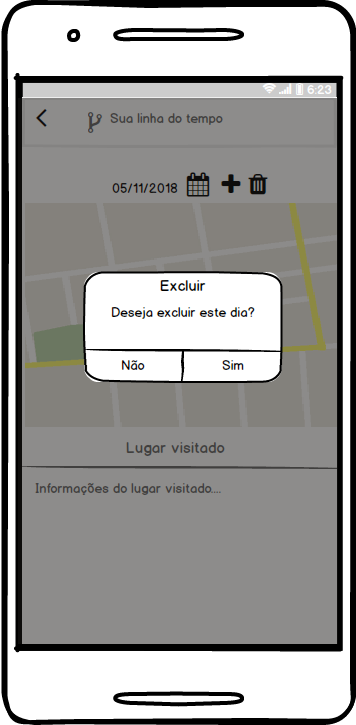 6:23
Sua linha do tempo
05/11/2018
Excluir
Deseja excluir este dia?
Não Sim
Lugar visitado
Informações do lugar visitado....